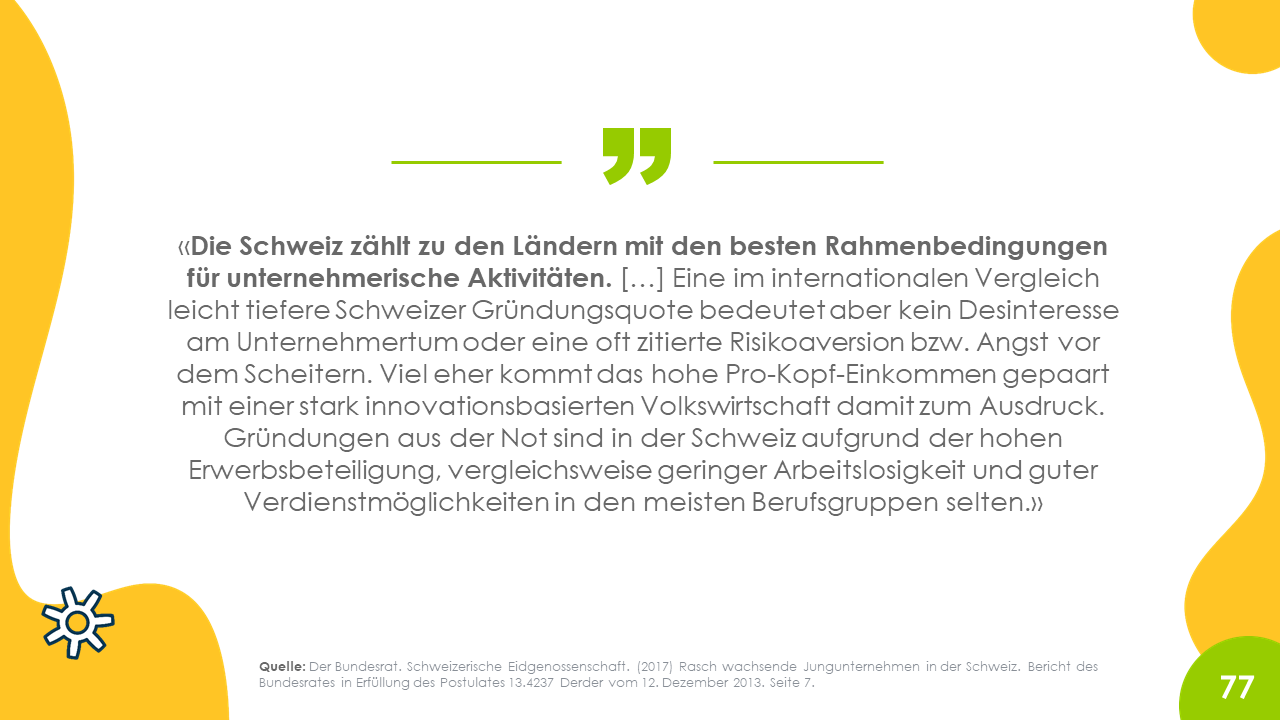 ”
«Die Schweiz zählt zu den Ländern mit den besten Rahmenbedingungen
für unternehmerische Aktivitäten. […] Eine im internationalen Vergleich
leicht tiefere Schweizer Gründungsquote bedeutet aber kein Desinteresse
am Unternehmertum oder eine oft zitierte Risikoaversion bzw. Angst vor
dem Scheitern. Viel eher kommt das hohe Pro-Kopf-Einkommen gepaart
mit einer stark innovationsbasierten Volkswirtschaft damit zum Ausdruck.
Gründungen aus der Not sind in der Schweiz aufgrund der hohen
Erwerbsbeteiligung, vergleichsweise geringer Arbeitslosigkeit und guter
Verdienstmöglichkeiten in den meisten Berufsgruppen selten.»
Quelle: Der Bundesrat. Schweizerische Eidgenossenschaft. (2017) Rasch wachsende Jungunternehmen in der Schweiz. Bericht des
Bundesrates in Erfüllung des Postulates 13.4237 Derder vom 12. Dezember 2013. Seite 7.
77